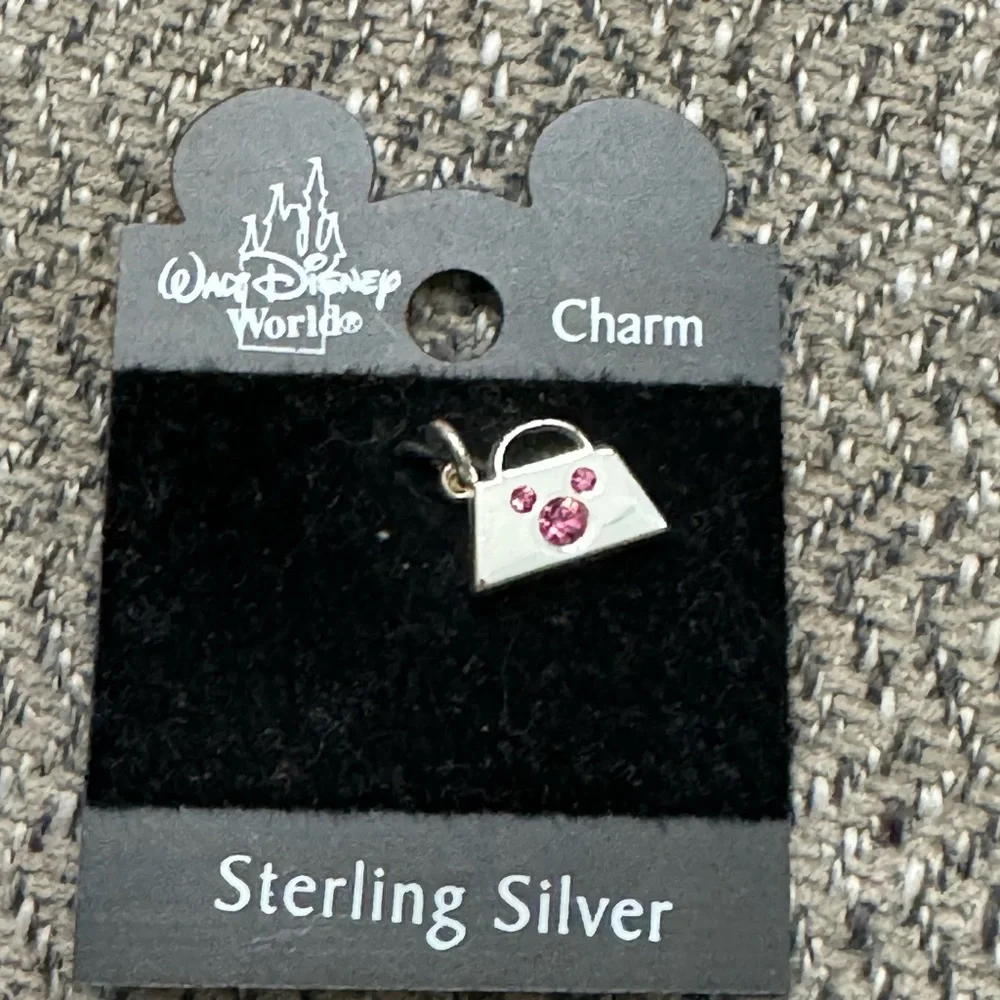 Walt Disney
World®
Charm
Sterling Silver